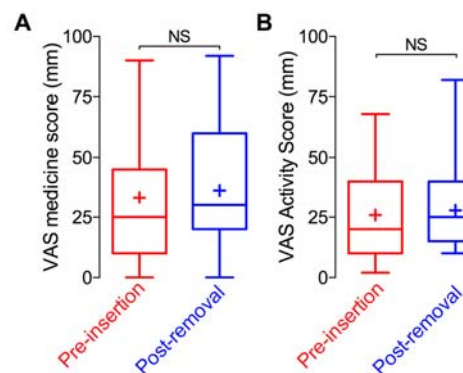 A
VAS medicine score (mm)
100
75
50
25
0
NS
Pre-insertion
Post-removal
B
VAS Activity Score (mm)
100
75
50
25
0
NS
Pre-insertion
Post-removal